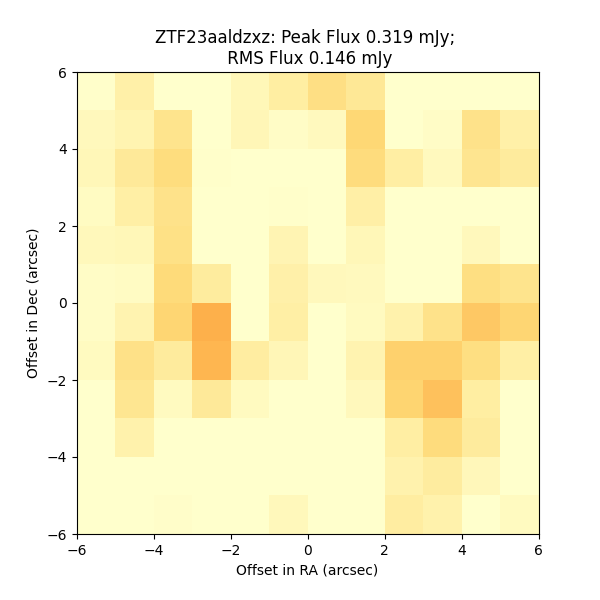 ZTF23aaldzxz: Peak Flux 0.319 mJy;
RMS Flux 0.146 mJy
6
4
2
0
−2
−4
−6
Offset in Dec (arcsec)
−6 −4 −2 0 2 4 6
Offset in RA (arcsec)